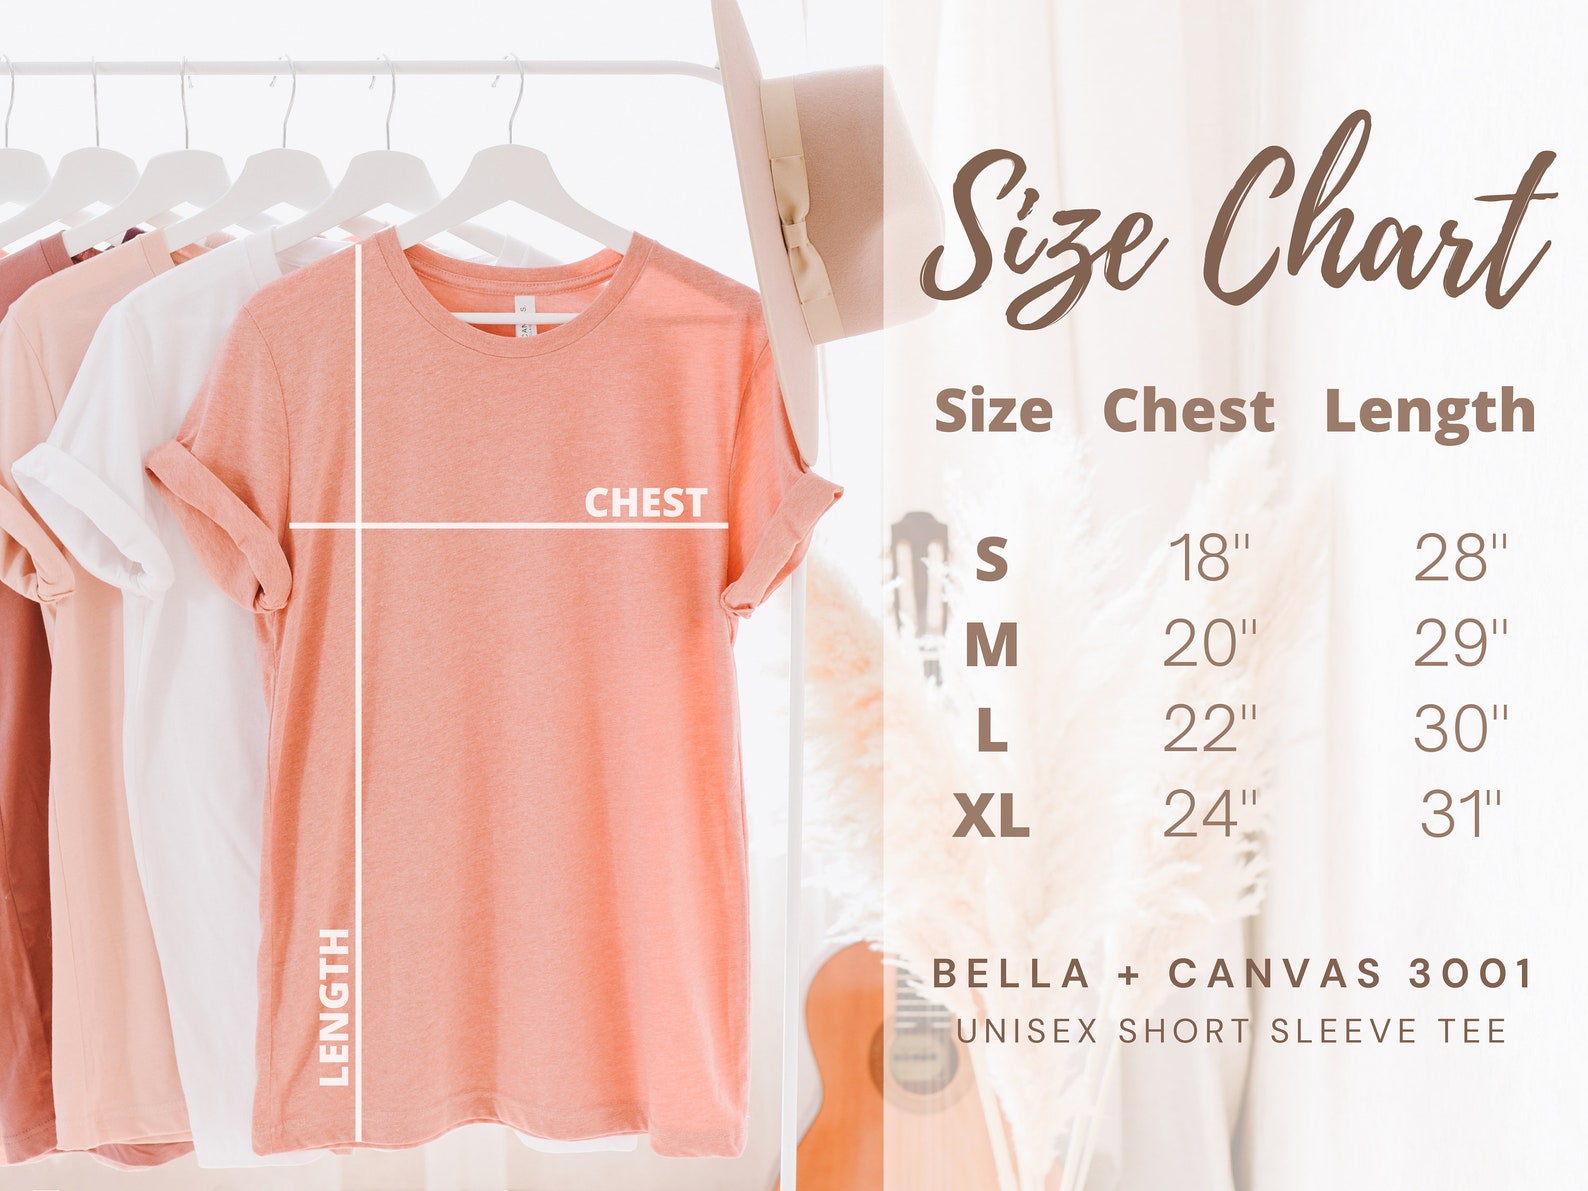 Size Chart
Size Chest Length
S 18" 28"
M 20" 29"
L 22" 30"
XL 24" 31"
BELLA + CANVAS 3001
UNISEX SHORT SLEEVE TEE
CHEST
LENGTH